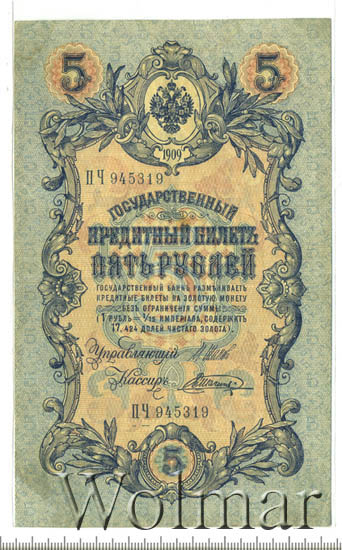 5 5
1909
ПЧ 945319
ГОСУДАРСТВЕННЫЙ
КРЕДИТНЫЙ БИЛЕТЪ
ПЯТЬ РУБЛЕЙ
ГОСУДАРСТВЕННЫЙ БАНКЪ РАЗМѢНИВАЕТЪ
КРЕДИТНЫЕ БИЛЕТЫ НА ЗОЛОТУЮ МОНЕТУ
БЕЗЪ ОГРАНИЧЕНІЯ СУММЫ
(1 РУБЛЬ = 1/15 ИМПЕРІАЛА, СОДЕРЖИТЪ
17,424 ДОЛЕЙ ЧИСТАГО ЗОЛОТА).
Управляющій
Кассиръ
ПЧ 945319
5
Wolmar